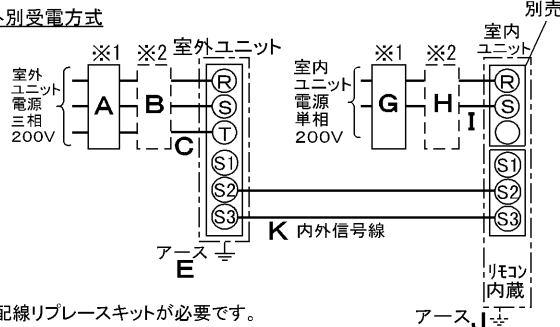 別受電方式
別売
※1
※2
室外ユニット
室外
ユニット
電源
三相
200V
A
B
C
R
S
T
S1
S2
S3
アース
E
※1
※2
室内
ユニット
室内
ユニット
電源
単相
200V
G
H
I
R
S
S1
S2
S3
K 内外信号線
リモコン
内蔵
アース
J
配線リプレースキットが必要です。